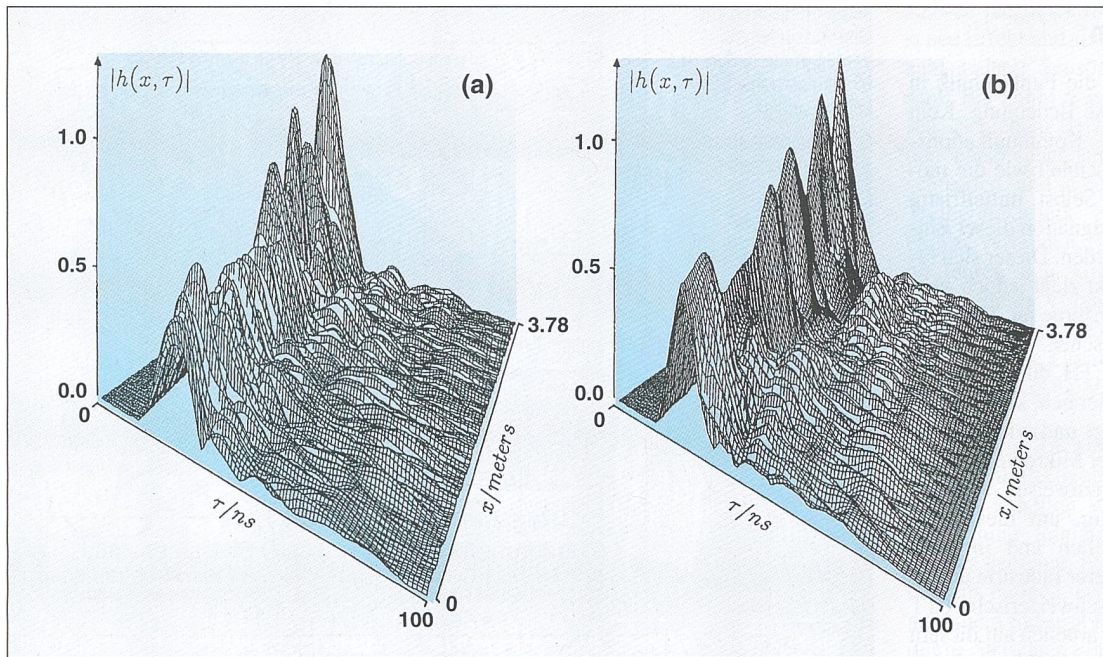 |h(x, τ)|
(a)
1.0
0.5
0.0
0
τ/ns
100
0
x/meters
3.78
|h(x, τ)|
(b)
1.0
0.5
0.0
0
τ/ns
100
0
x/meters
3.78